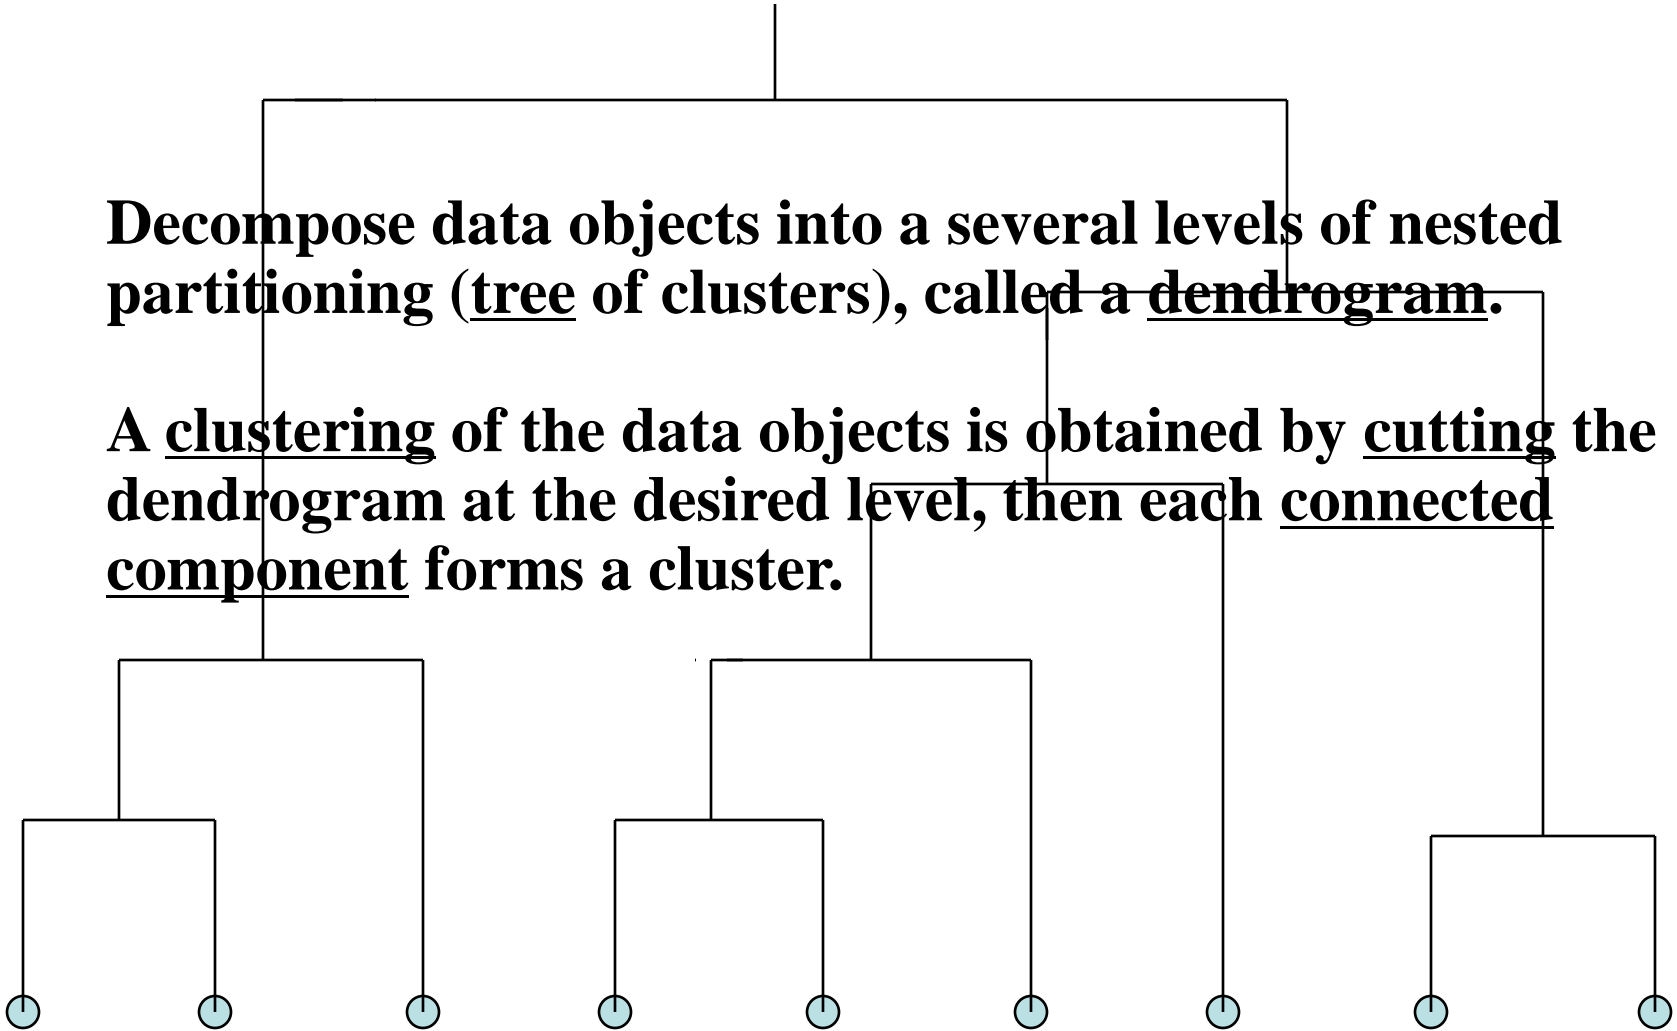 Decompose data objects into a several levels of nested
partitioning (tree of clusters), called a dendrogram.
A clustering of the data objects is obtained by cutting the
dendrogram at the desired level, then each connected
component forms a cluster.